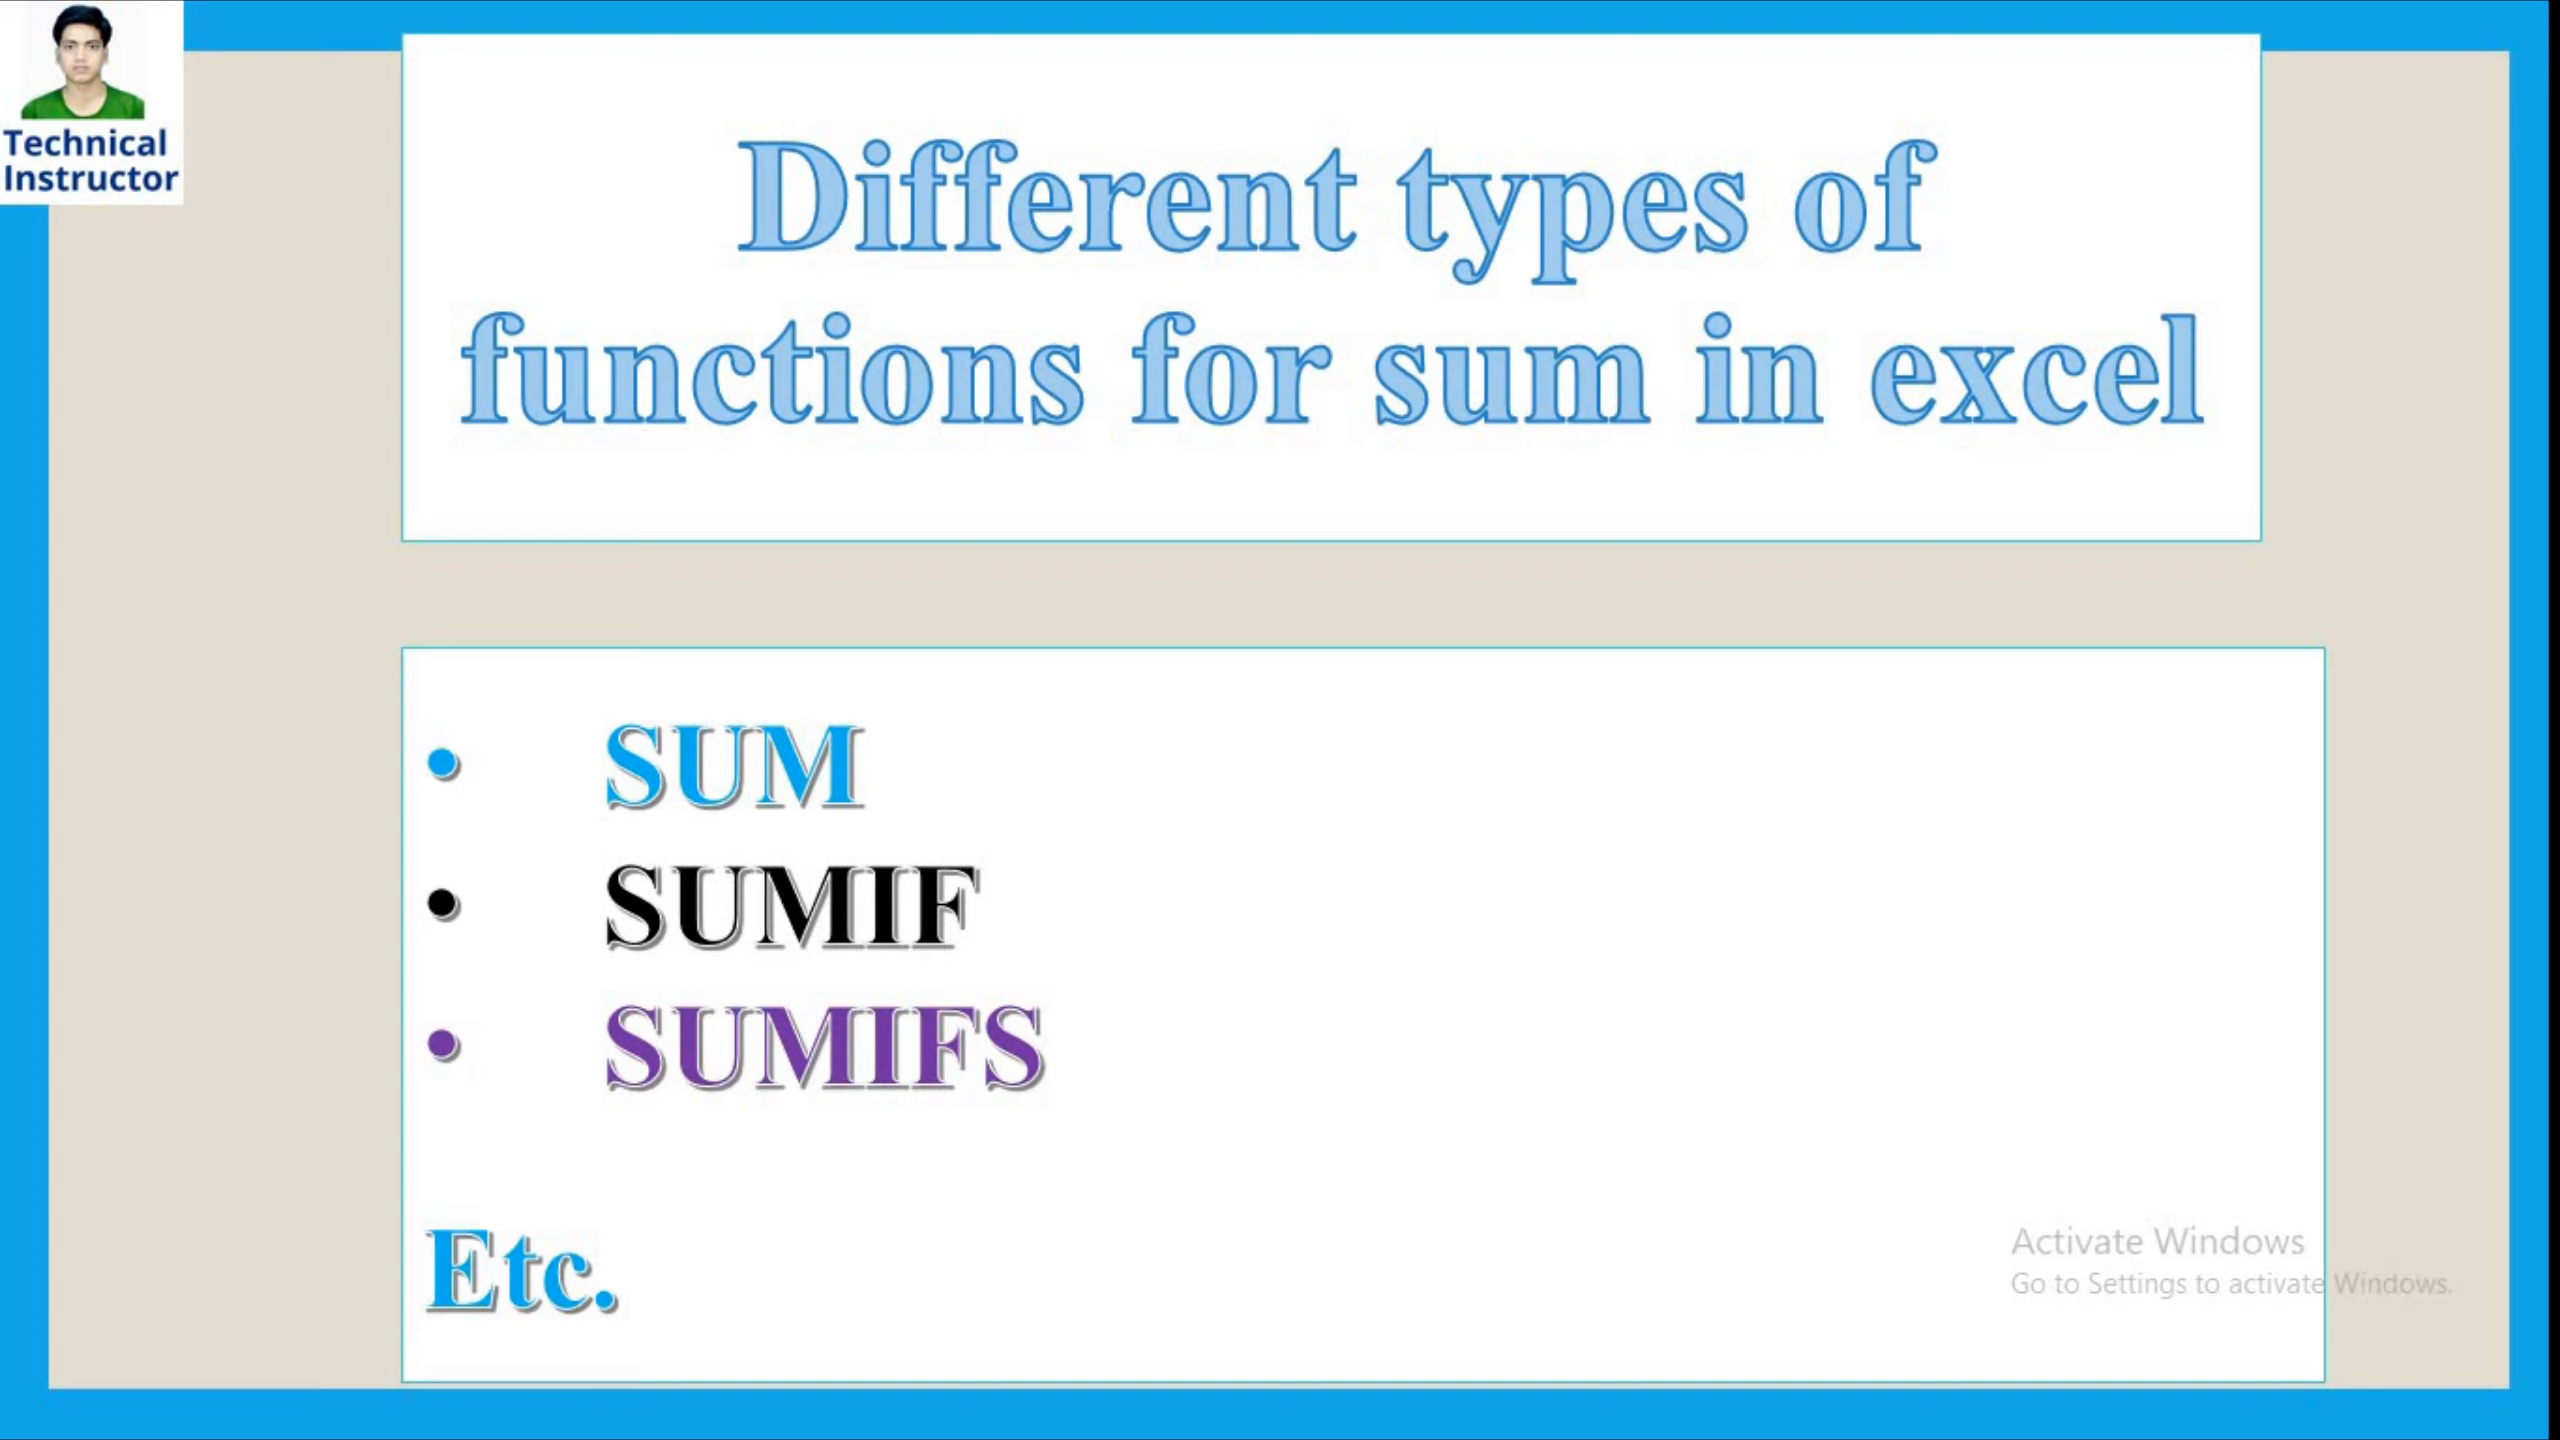 Technical
Instructor
Different types of
functions for sum in excel
• SUM
• SUMIF
• SUMIFS
Etc.
Activate Windows
Go to Settings to activate Windows.